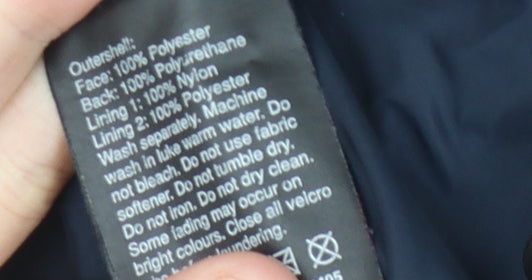 Outershell:
Face: 100% Polyester
Back: 100% Polyurethane
Lining 1: 100% Nylon
Lining 2: 100% Polyester
Wash separately. Machine
wash in luke warm water. Do
not bleach. Do not use fabric
softener. Do not tumble dry.
Do not iron. Do not dry clean.
Some fading may occur on
bright colours. Close all velcro
laundering.